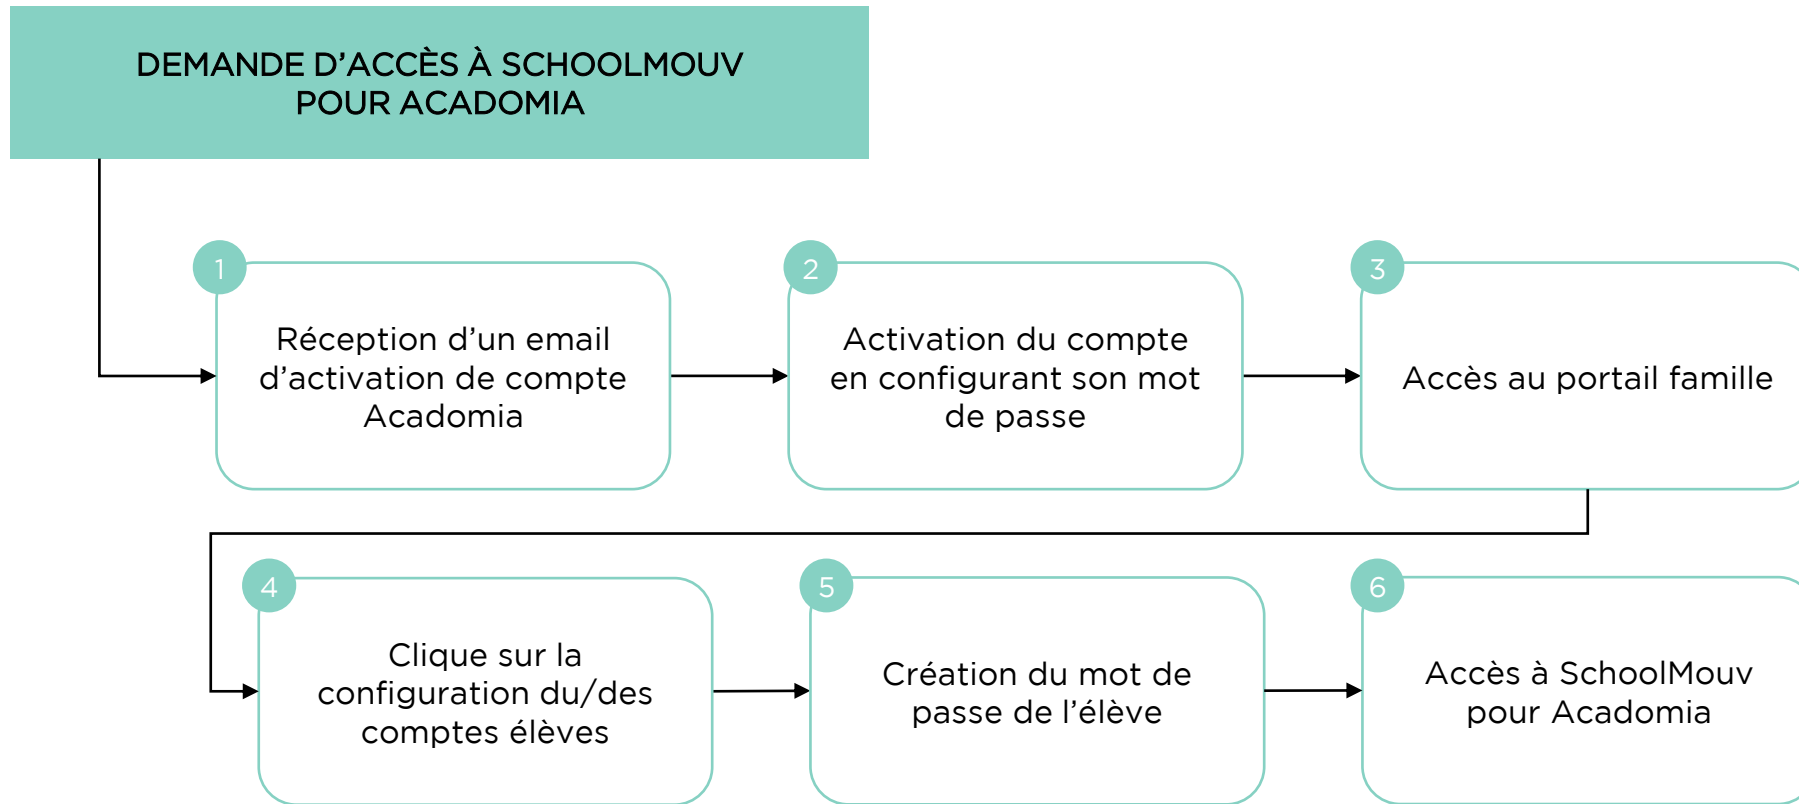 DEMANDE D’ACCÈS À SCHOOLMOUV
POUR ACADOMIA
1
Réception d’un email
d’activation de compte
Acadomia
2
Activation du compte
en configurant son mot
de passe
3
Accès au portail famille
4
Clique sur la
configuration du/des
comptes élèves
5
Création du mot de
passe de l’élève
6
Accès à SchoolMouv
pour Acadomia